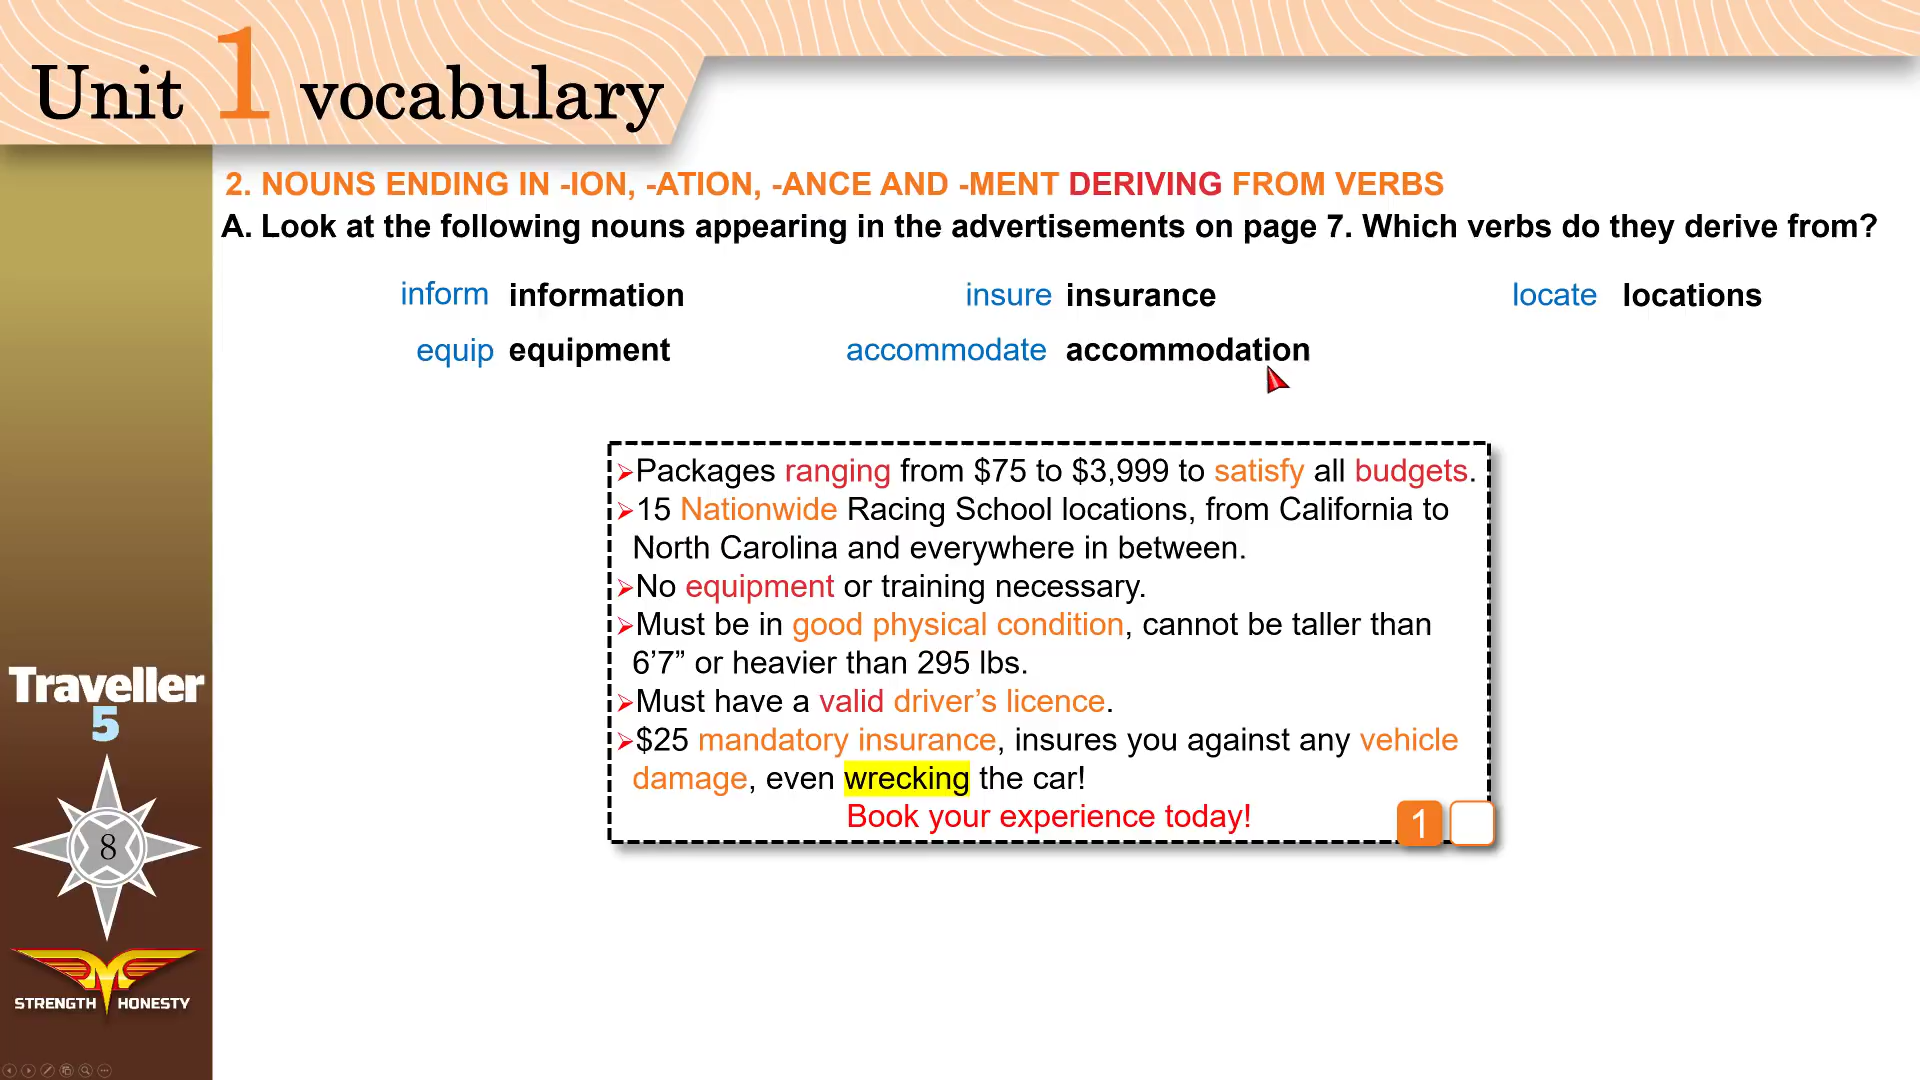 Unit 1 vocabulary
2. NOUNS ENDING IN -ION, -ATION, -ANCE AND -MENT DERIVING FROM VERBS
A. Look at the following nouns appearing in the advertisements on page 7. Which verbs do they derive from?
inform information insure insurance locate locations
equip equipment accommodate accommodation
➢Packages ranging from $75 to $3,999 to satisfy all budgets.
➢15 Nationwide Racing School locations, from California to
North Carolina and everywhere in between.
➢No equipment or training necessary.
➢Must be in good physical condition, cannot be taller than
6’7” or heavier than 295 lbs.
➢Must have a valid driver’s licence.
➢$25 mandatory insurance, insures you against any vehicle
damage, even wrecking the car!
Book your experience today!
1
Traveller
5
8
STRENGTH HONESTY